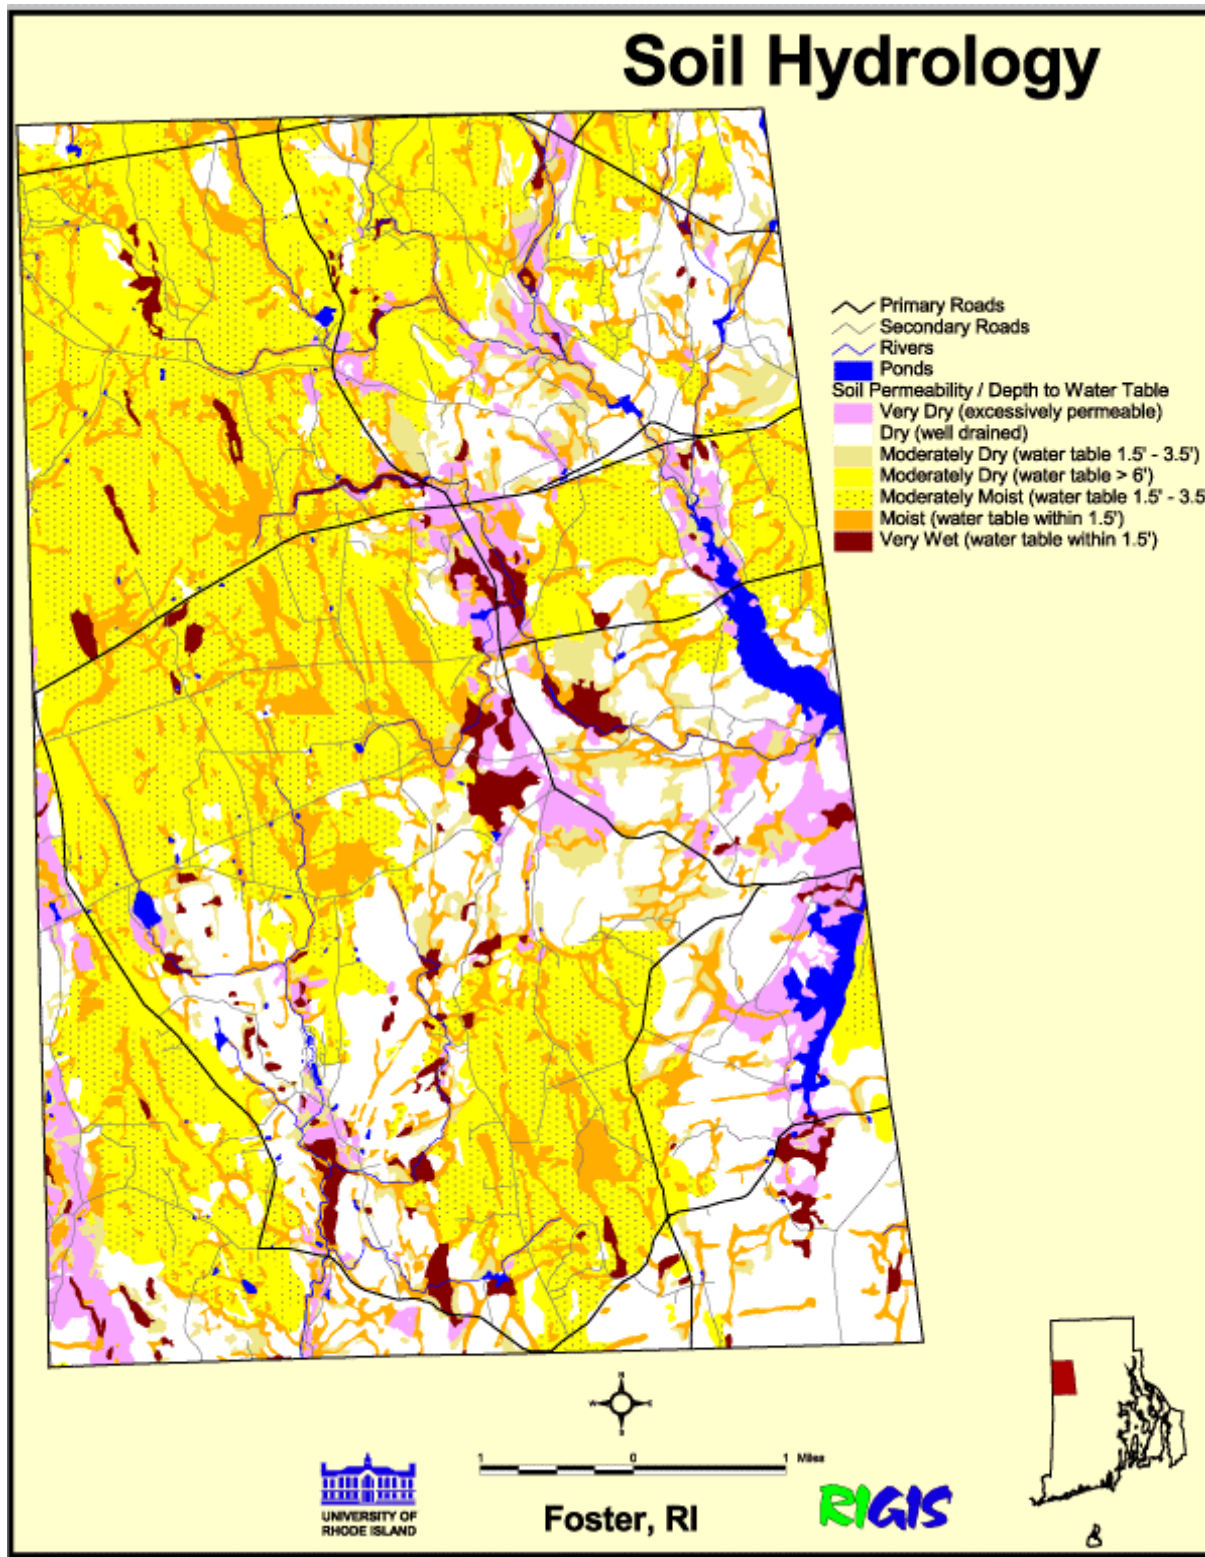 Soil Hydrology
Primary Roads
Secondary Roads
Rivers
Ponds
Soil Permeability / Depth to Water Table
Very Dry (excessively permeable)
Dry (well drained)
Moderately Dry (water table 1.5' - 3.5')
Moderately Dry (water table > 6')
Moderately Moist (water table 1.5' - 3.5
Moist (water table within 1.5')
Very Wet (water table within 1.5')
N
W E
S
1 0 1 Miles
UNIVERSITY OF
RHODE ISLAND
Foster, RI
RIGIS